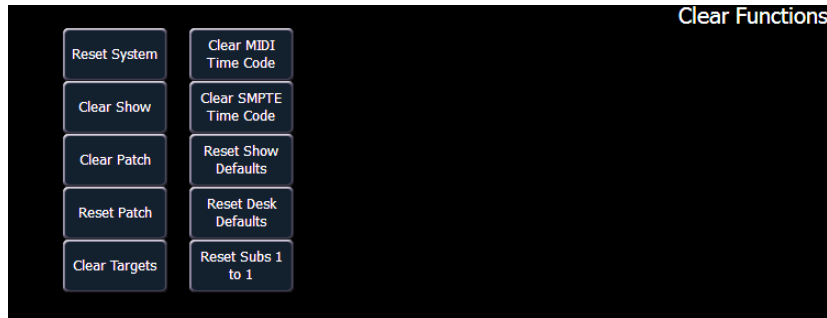 Clear Functions
Reset System
Clear MIDI
Time Code
Clear Show
Clear SMPTE
Time Code
Clear Patch
Reset Show
Defaults
Reset Patch
Reset Desk
Defaults
Clear Targets
Reset Subs 1
to 1